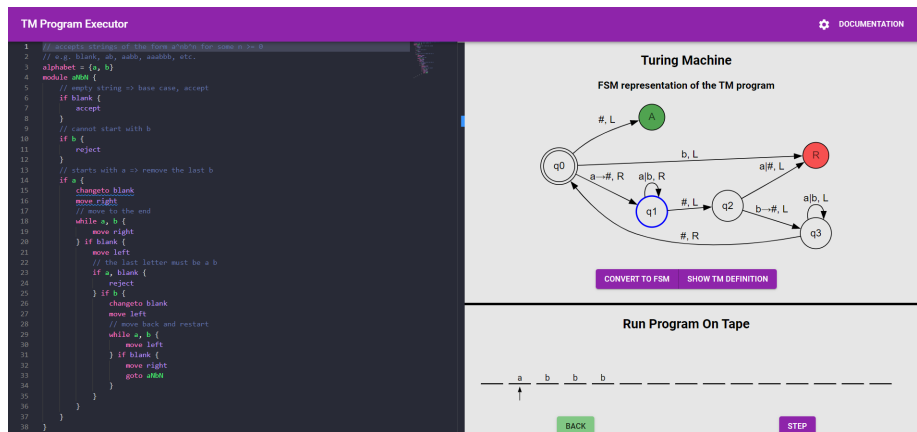 TM Program Executor
DOCUMENTATION
1 // accepts strings of the form a^nb^n for some n >= 0
2 // e.g. blank, ab, aabb, aaabbb, etc.
3 alphabet = {a, b}
4 module aNbN {
5 // empty string => base case, accept
6 if blank {
7 accept
8 }
9 // cannot start with b
10 if b {
11 reject
12 }
13 // starts with a => remove the last b
14 if a {
15 changeto blank
16 move right
17 // move to the end
18 while a, b {
19 move right
20 } if blank {
21 move left
22 // the last letter must be a b
23 if a, blank {
24 reject
25 } if b {
26 changeto blank
27 move left
28 // move back and restart
29 while a, b {
30 move left
31 } if blank {
32 move right
33 goto aNbN
34 }
35 }
36 }
37 }
38 }
Turing Machine
FSM representation of the TM program
#, L
A
b, L
R
q0
a→#, R
a|b, R
a|#, L
q1
#, L
q2
b→#, L
a|b, L
q3
#, R
CONVERT TO FSM
SHOW TM DEFINITION
Run Program On Tape
a b b b
BACK
STEP